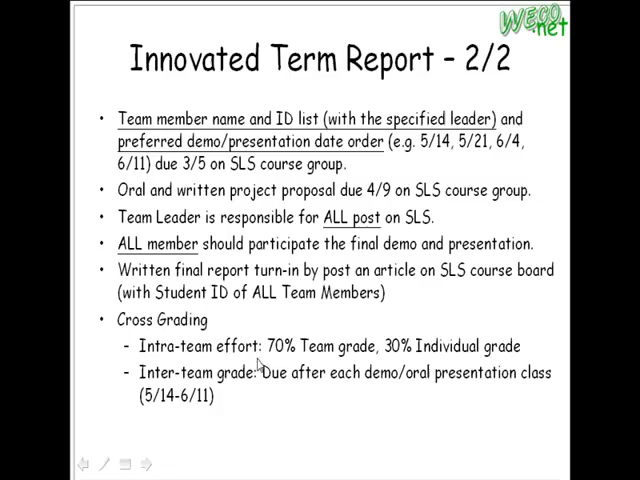 WECO
.net
Innovated Term Report – 2/2
• Team member name and ID list (with the specified leader) and
preferred demo/presentation date order (e.g. 5/14, 5/21, 6/4,
6/11) due 3/5 on SLS course group.
• Oral and written project proposal due 4/9 on SLS course group.
• Team Leader is responsible for ALL post on SLS.
• ALL member should participate the final demo and presentation.
• Written final report turn-in by post an article on SLS course board
(with Student ID of ALL Team Members)
• Cross Grading
– Intra-team effort: 70% Team grade, 30% Individual grade
– Inter-team grade: Due after each demo/oral presentation class
(5/14-6/11)